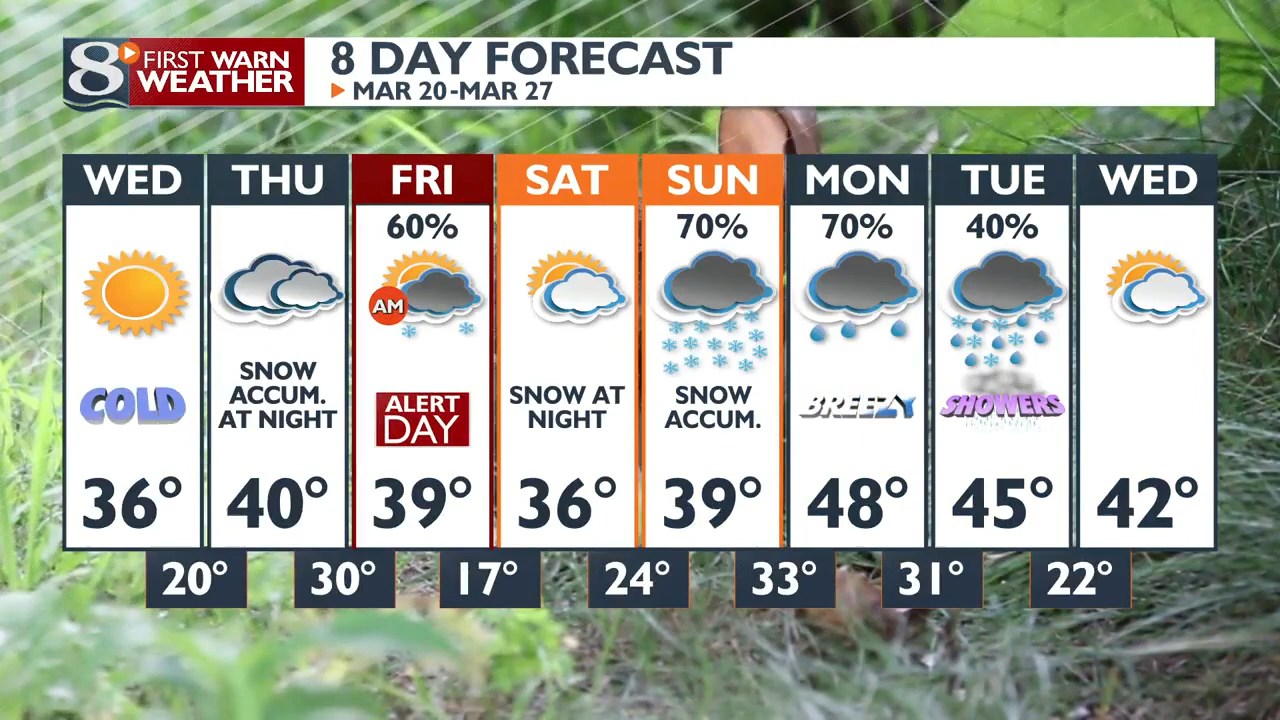 8 FIRST WARN
WEATHER
8 DAY FORECAST
MAR 20-MAR 27
WED
COLD
36°
THU
SNOW
ACCUM.
AT NIGHT
40°
FRI
60%
AM
ALERT
DAY
39°
SAT
SNOW AT
NIGHT
36°
SUN
70%
SNOW
ACCUM.
39°
MON
70%
BREEZY
48°
TUE
40%
SHOWERS
45°
WED
42°
20°
30°
17°
24°
33°
31°
22°